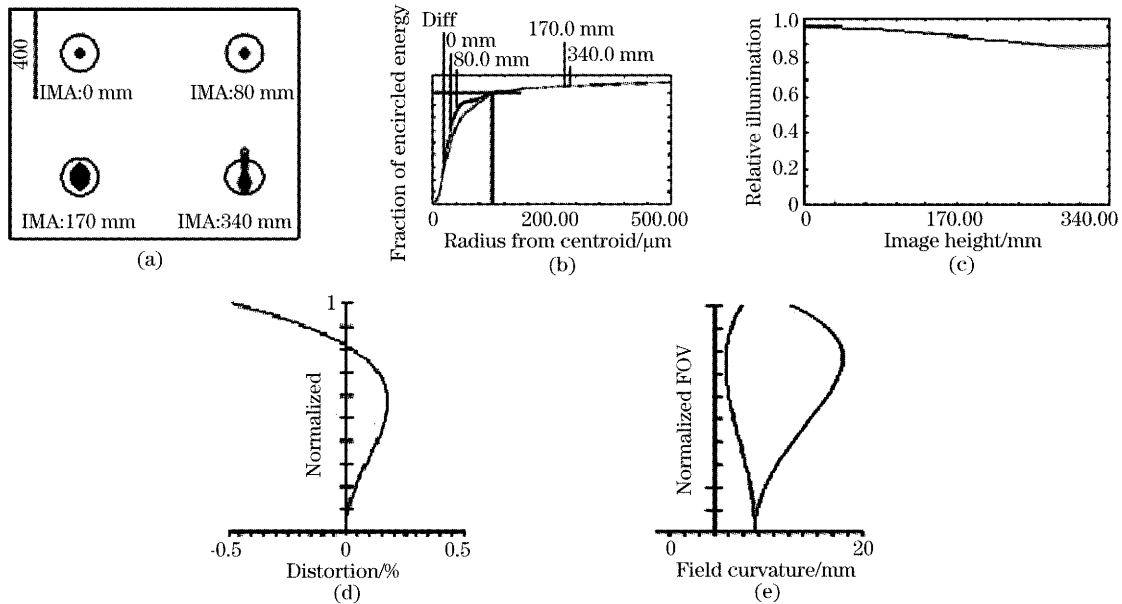 400
IMA:0 mm
IMA:80 mm
IMA:170 mm
IMA:340 mm
(a)
Fraction of encircled energy
Diff
0 mm
80.0 mm
170.0 mm
340.0 mm
0
200.00
500.00
Radius from centroid/μm
(b)
Relative illumination
1.0
0.8
0.6
0.4
0.2
0
0
170.00
340.00
Image height/mm
(c)
Normalized
1
-0.5
0
0.5
Distortion/%
(d)
Normalized FOV
0
20
Field curvature/mm
(e)